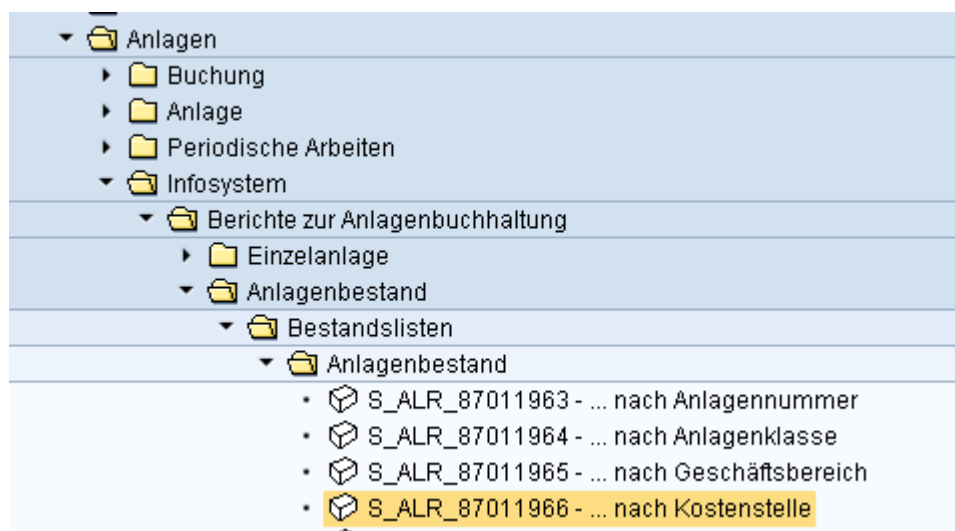 Anlagen
Buchung
Anlage
Periodische Arbeiten
Infosystem
Berichte zur Anlagenbuchhaltung
Einzelanlage
Anlagenbestand
Bestandslisten
Anlagenbestand
S_ALR_87011963 - ... nach Anlagennummer
S_ALR_87011964 - ... nach Anlagenklasse
S_ALR_87011965 - ... nach Geschäftsbereich
S_ALR_87011966 - ... nach Kostenstelle